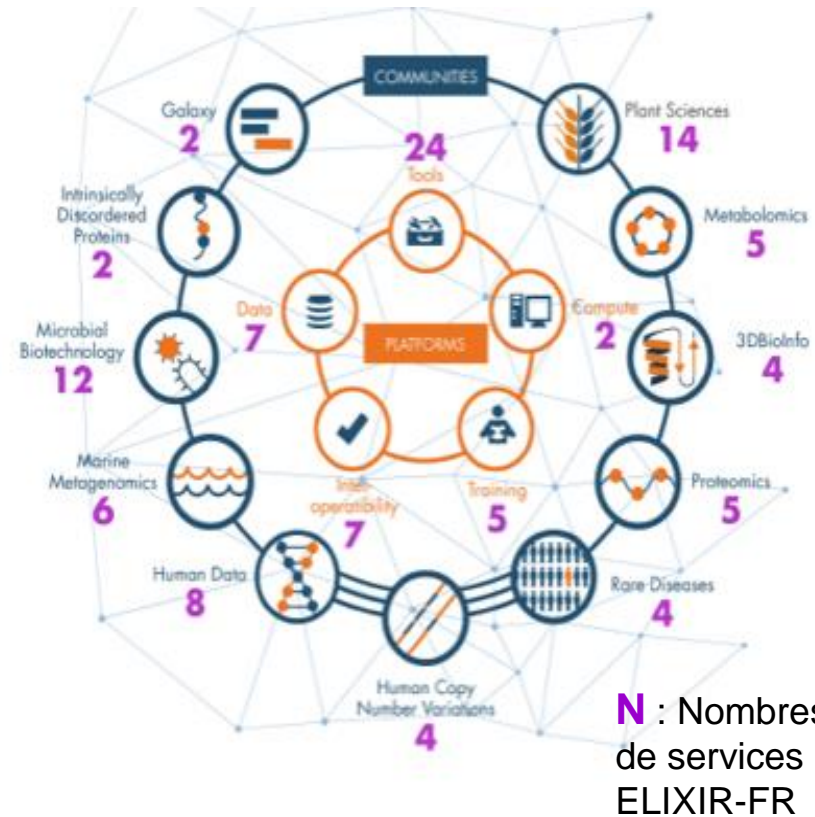 COMMUNITIES
Galaxy
2
24
Tools
Plant Sciences
14
Intrinsically
Discordered
Proteins
2
Metabolomics
5
Data
7
PLATFORMS
Compute
2
Microbial
Biotechnology
12
3DBioInfo
4
Marine
Metagenomics
6
Inter
operatibility
7
Training
5
Proteomics
5
Human Data
8
Rare Diseases
4
Human Copy
Number Variations
4
N : Nombres
de services
ELIXIR-FR